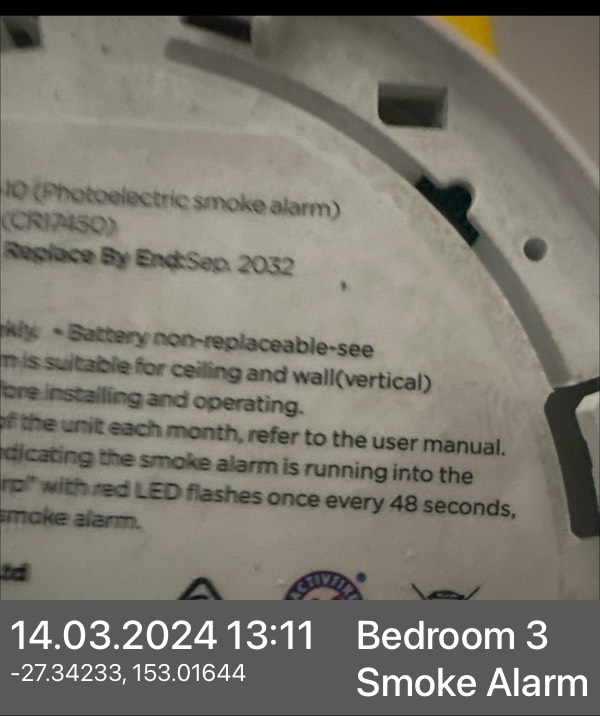 -10 (Photoelectric smoke alarm)
(CR17450)
Replace By End:Sep. 2032
ekly. • Battery non-replaceable-see
m is suitable for ceiling and wall(vertical)
fore installing and operating.
of the unit each month, refer to the user manual.
ndicating the smoke alarm is running into the
rp" with red LED flashes once every 48 seconds,
smoke alarm.
Ltd
ACTIVFIRE
14.03.2024 13:11
-27.34233, 153.01644
Bedroom 3
Smoke Alarm